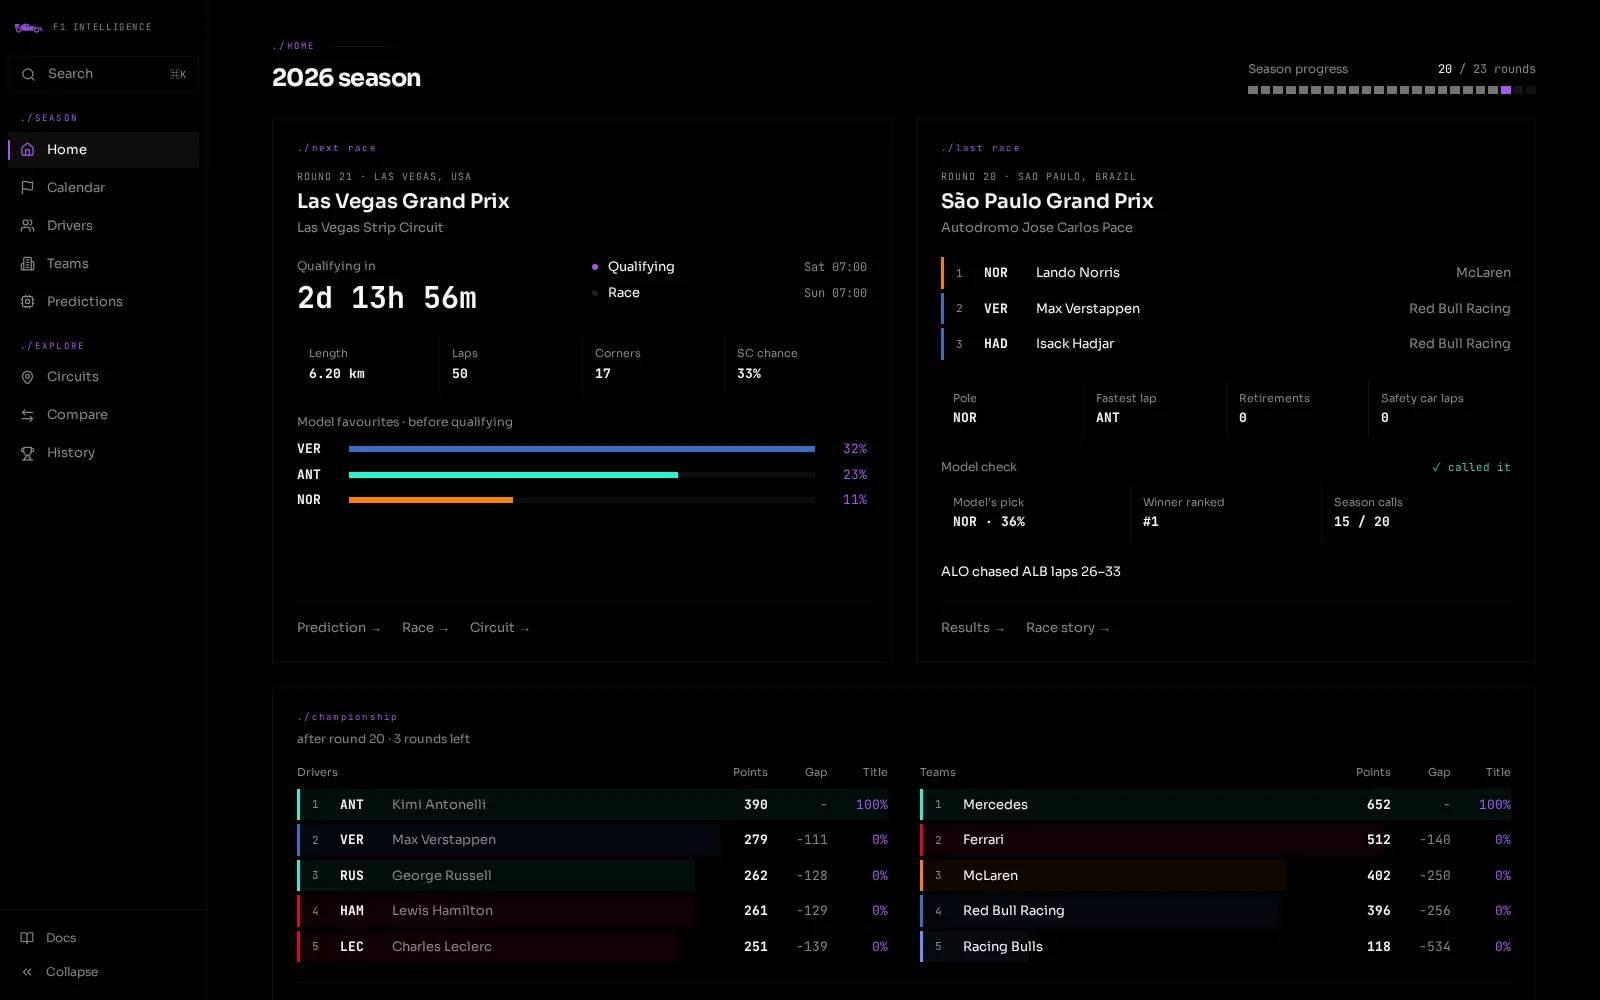 F1 INTELLIGENCE
Search ⌘K
./SEASON
Home
Calendar
Drivers
Teams
Predictions
./EXPLORE
Circuits
Compare
History
Docs
Collapse
./HOME
2026 season
Season progress 20 / 23 rounds
./next race
ROUND 21 · LAS VEGAS, USA
Las Vegas Grand Prix
Las Vegas Strip Circuit
Qualifying in
2d 13h 56m
Qualifying Sat 07:00
Race Sun 07:00
Length Laps Corners SC chance
6.20 km 50 17 33%
Model favourites · before qualifying
VER 32%
ANT 23%
NOR 11%
Prediction → Race → Circuit →
./last race
ROUND 20 · SAO PAULO, BRAZIL
São Paulo Grand Prix
Autodromo Jose Carlos Pace
1 NOR Lando Norris McLaren
2 VER Max Verstappen Red Bull Racing
3 HAD Isack Hadjar Red Bull Racing
Pole Fastest lap Retirements Safety car laps
NOR ANT 0 0
Model check ✓ called it
Model's pick Winner ranked Season calls
NOR · 36% #1 15 / 20
ALO chased ALB laps 26–33
Results → Race story →
./championship
after round 20 · 3 rounds left
Drivers Points Gap Title
1 ANT Kimi Antonelli 390 - 100%
2 VER Max Verstappen 279 -111 0%
3 RUS George Russell 262 -128 0%
4 HAM Lewis Hamilton 261 -129 0%
5 LEC Charles Leclerc 251 -139 0%
Teams Points Gap Title
1 Mercedes 652 - 100%
2 Ferrari 512 -140 0%
3 McLaren 402 -250 0%
4 Red Bull Racing 396 -256 0%
5 Racing Bulls 118 -534 0%